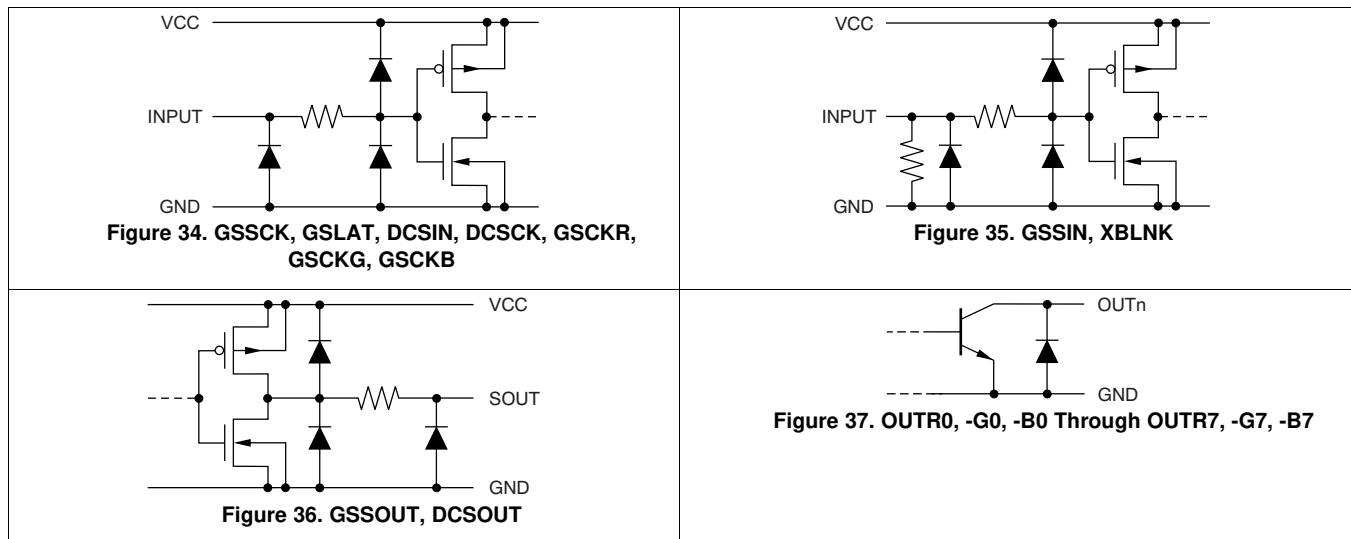 VCC
INPUT
GND
Figure 34. GSSCK, GSLAT, DCSIN, DCSCK, GSCKR,
GSCKG, GSCKB
VCC
INPUT
GND
Figure 35. GSSIN, XBLNK
VCC
SOUT
GND
Figure 36. GSSOUT, DCSOUT
OUTn
GND
Figure 37. OUTR0, -G0, -B0 Through OUTR7, -G7, -B7